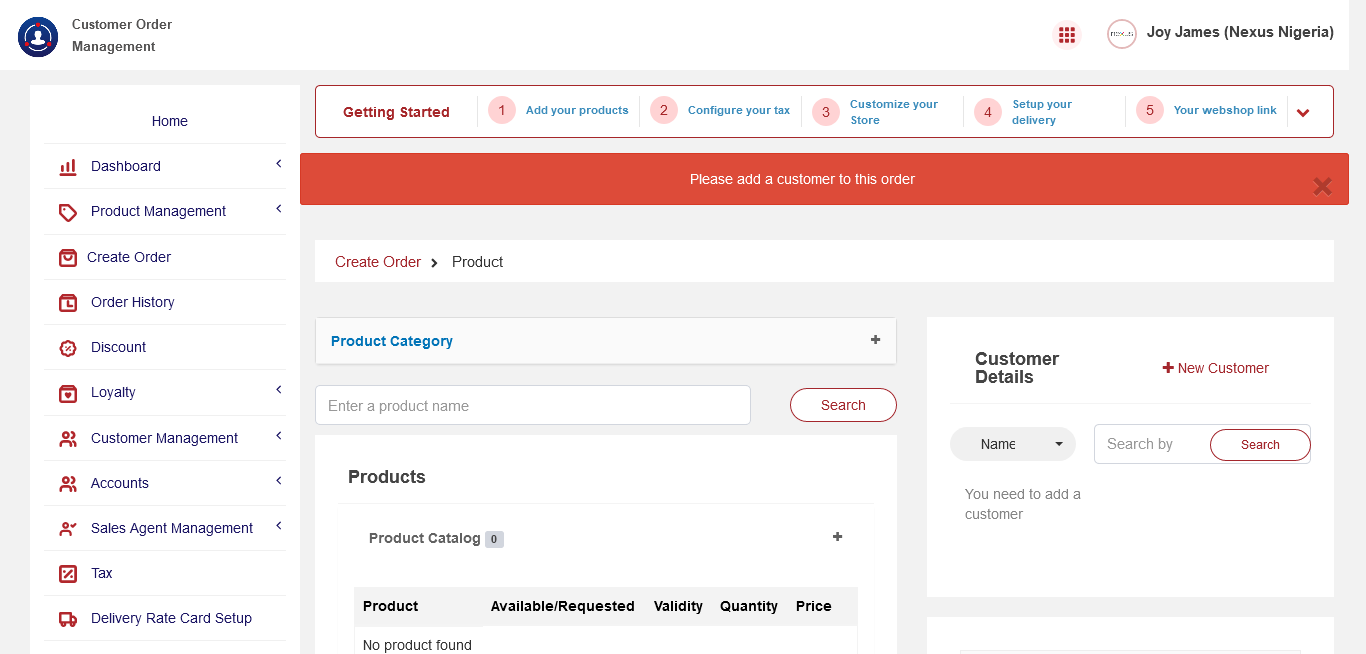 Customer Order
Management
nexus
Joy James (Nexus Nigeria)
Home
Dashboard
Product Management
Create Order
Order History
Discount
Loyalty
Customer Management
Accounts
Sales Agent Management
Tax
Delivery Rate Card Setup
Getting Started
1 Add your products
2 Configure your tax
3 Customize your
Store
4 Setup your
delivery
5 Your webshop link
Please add a customer to this order
Create Order Product
Product Category
Enter a product name
Search
Products
Product Catalog 0
Product Available/Requested Validity Quantity Price
No product found
Customer
Details
New Customer
Name
Search by
Search
You need to add a
customer